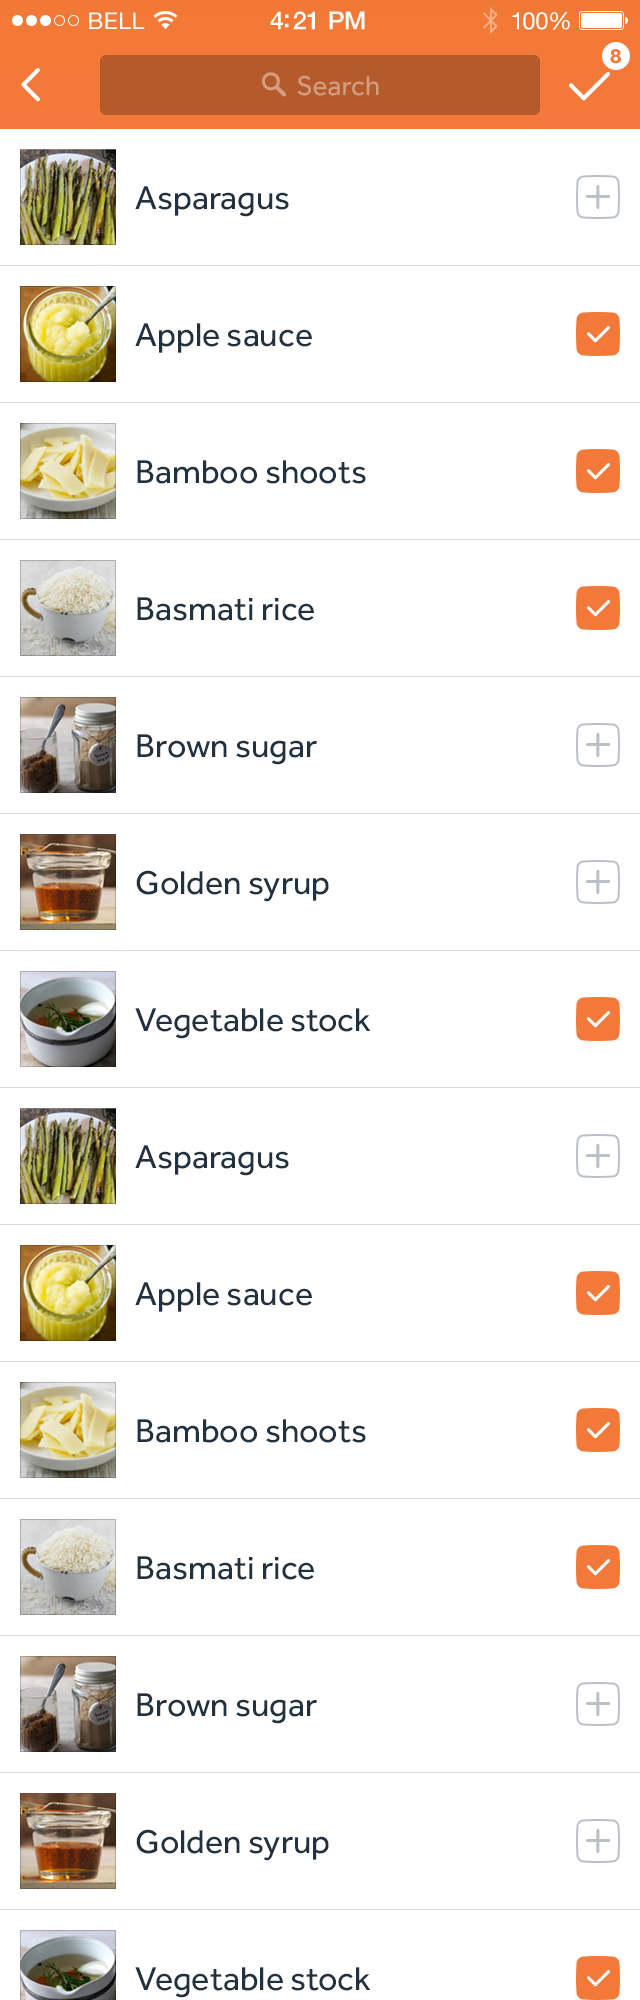 BELL 4:21 PM 100%
8
Search
Asparagus
Apple sauce
Bamboo shoots
Basmati rice
Brown sugar
Golden syrup
Vegetable stock
Asparagus
Apple sauce
Bamboo shoots
Basmati rice
Brown sugar
Golden syrup
Vegetable stock